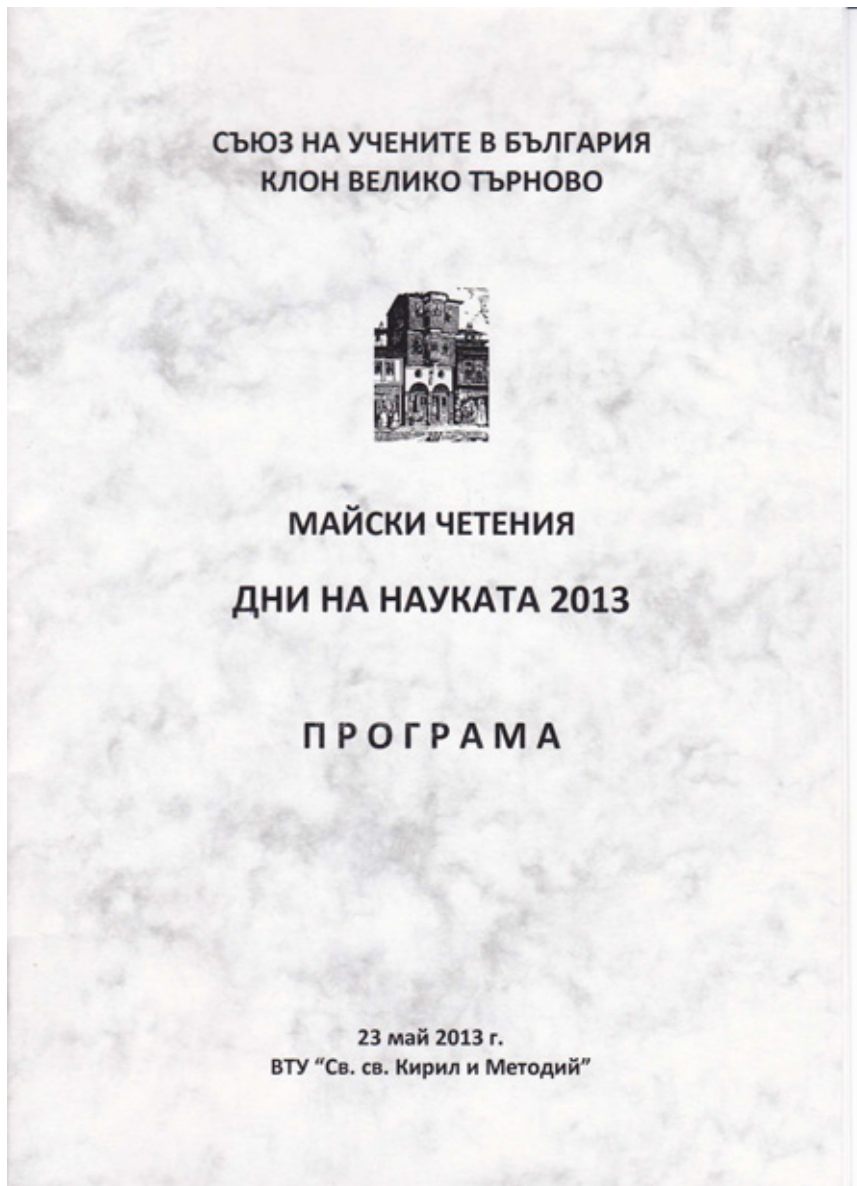 СЪЮЗ НА УЧЕНИТЕ В БЪЛГАРИЯ
КЛОН ВЕЛИКО ТЪРНОВО
МАЙСКИ ЧЕТЕНИЯ
ДНИ НА НАУКАТА 2013
П Р О Г Р А М А
23 май 2013 г.
ВТУ “Св. св. Кирил и Методий”